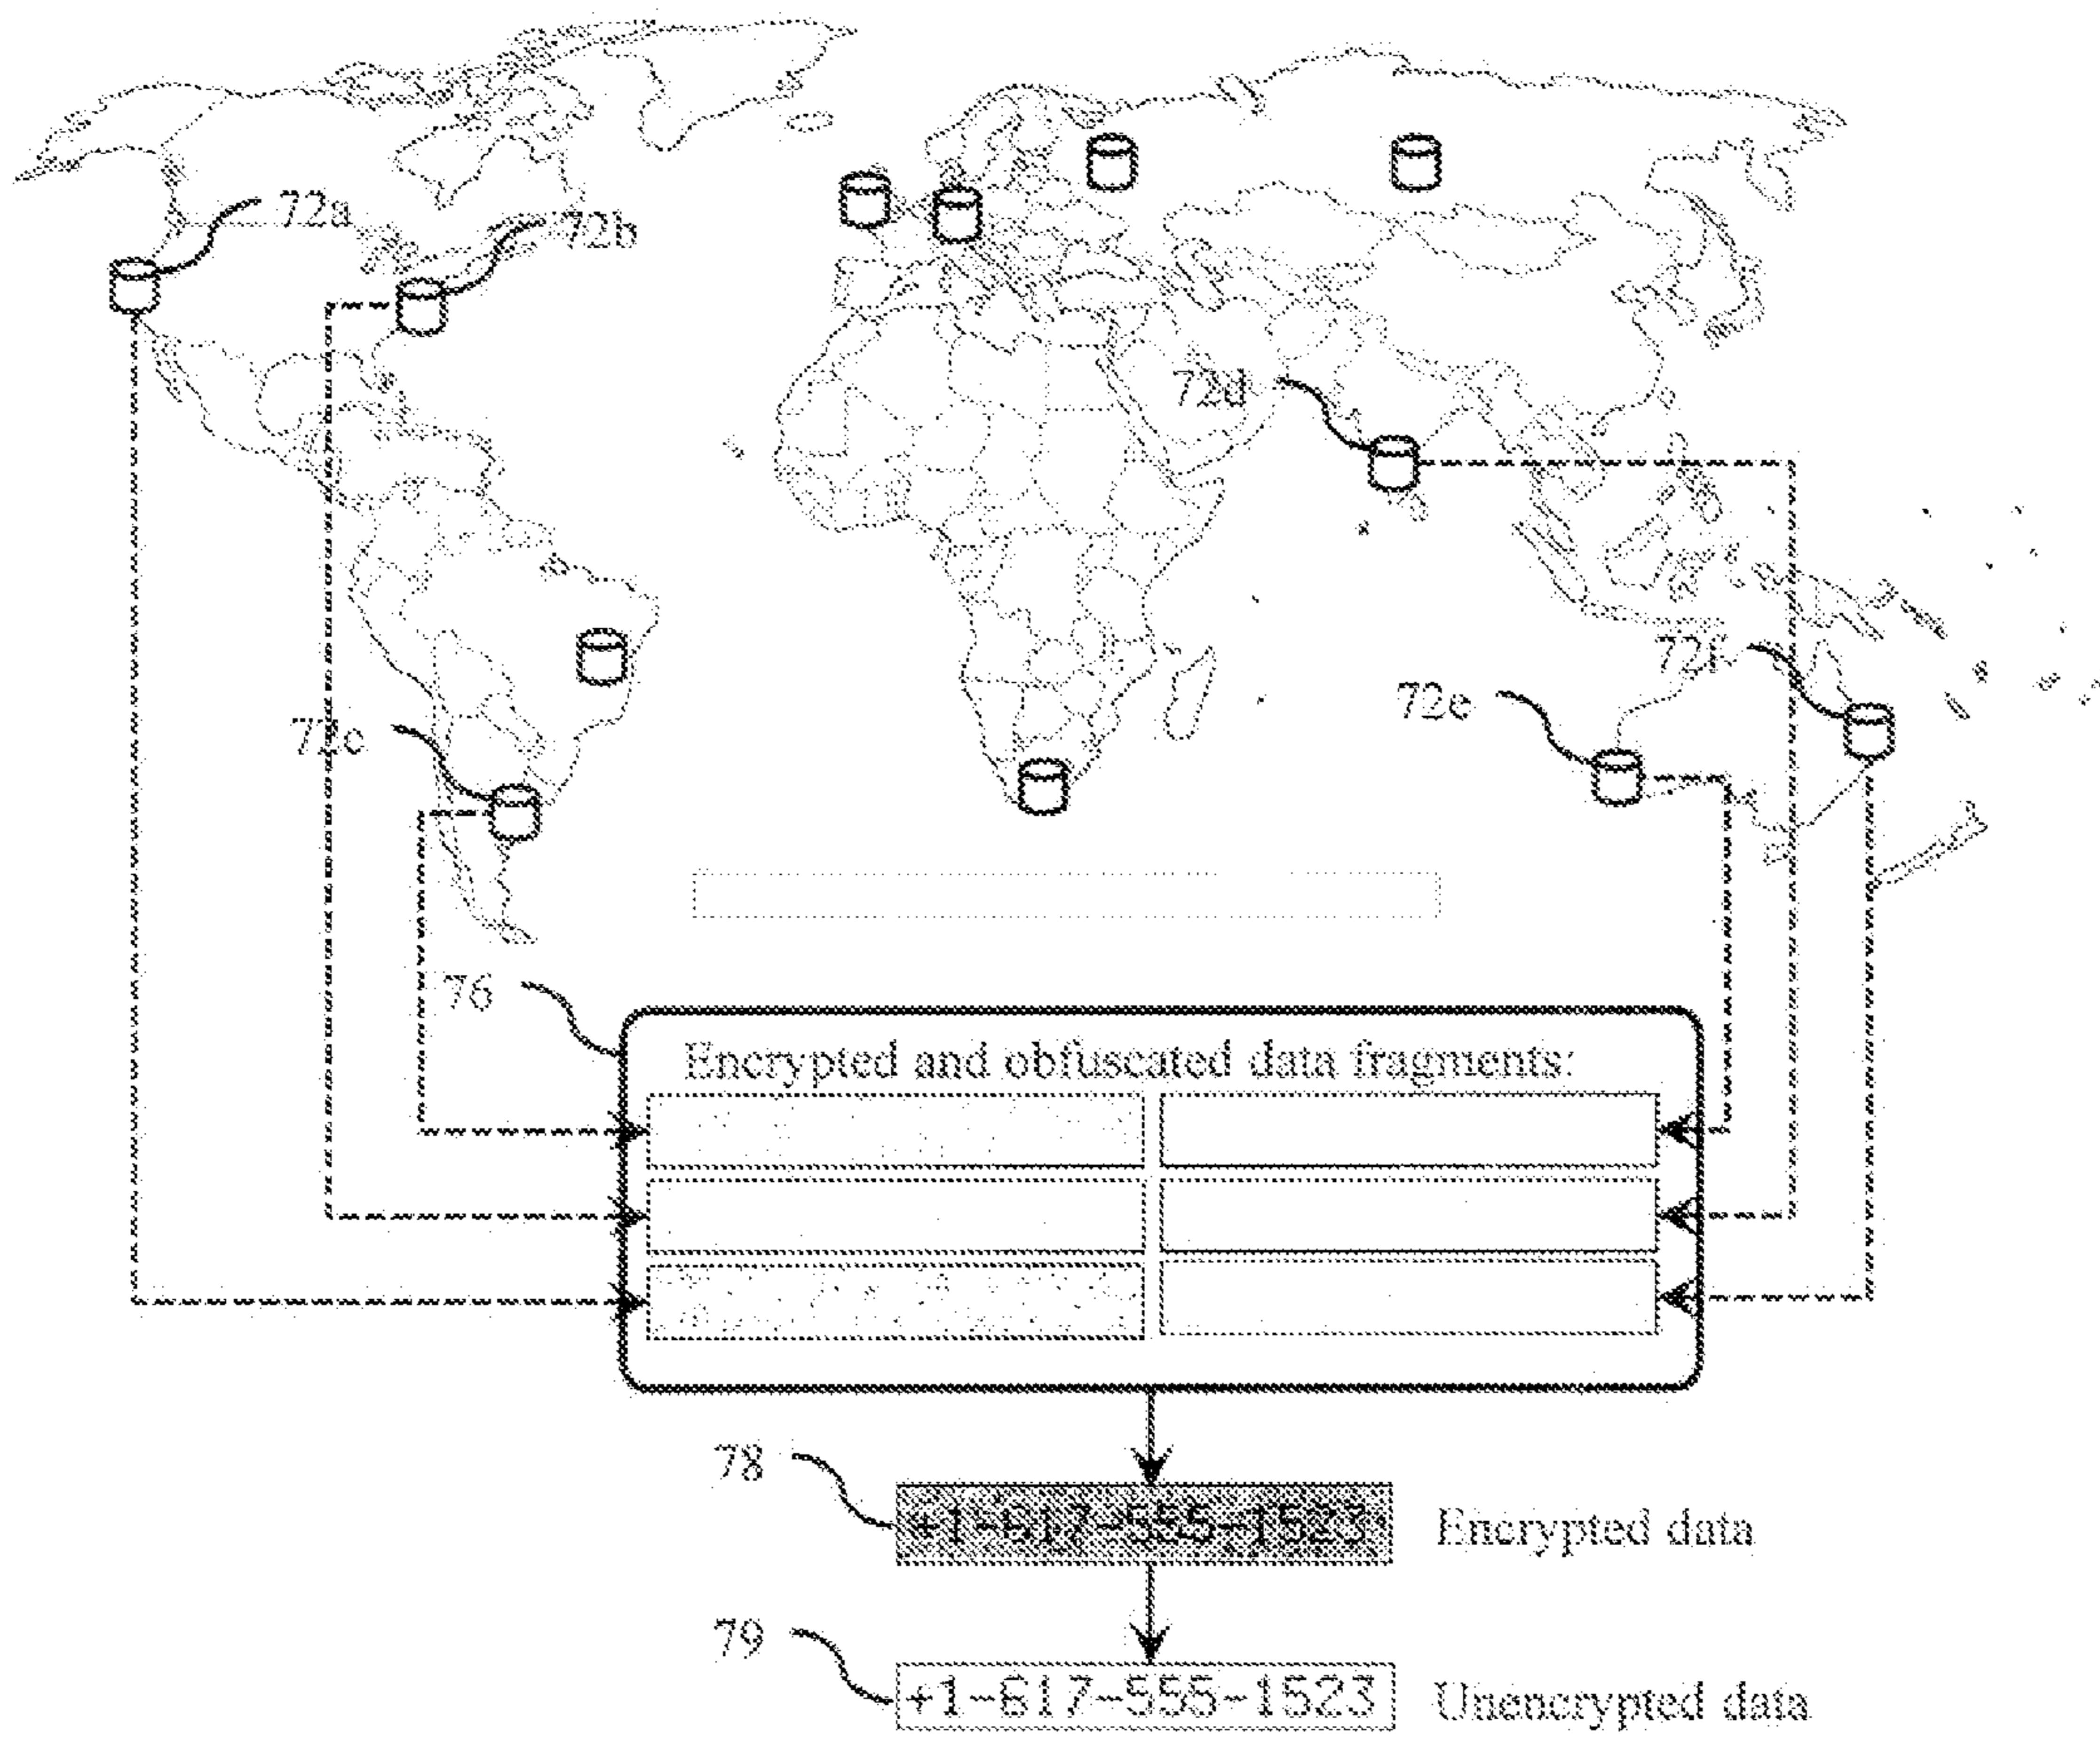 72a
72b
72d
72f
72e
72c
76
Encrypted and obfuscated data fragments:
78
+1-617-555-1523
Encrypted data
79
+1-617-555-1523
Unencrypted data